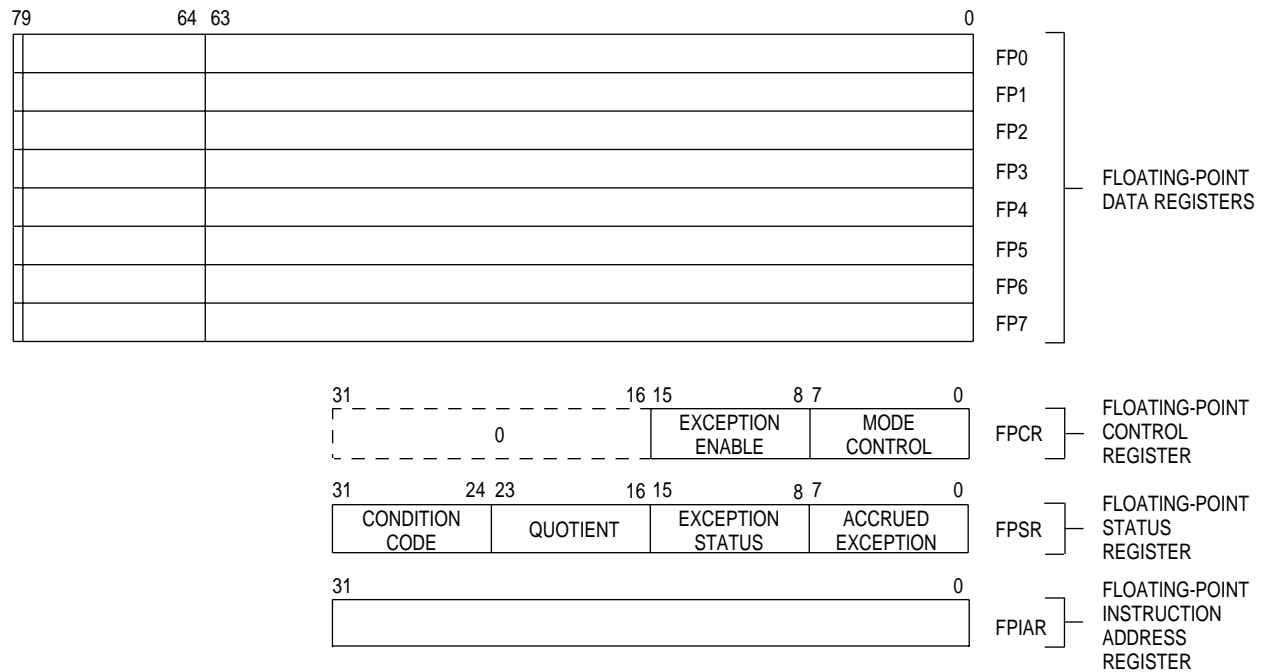 79 64 63 0
FP0
FP1
FP2
FP3
FP4
FP5
FP6
FP7
FLOATING-POINT
DATA REGISTERS
31 16 15 8 7 0
0
EXCEPTION
ENABLE
MODE
CONTROL
FPCR
FLOATING-POINT
CONTROL
REGISTER
31 24 23 16 15 8 7 0
CONDITION
CODE
QUOTIENT
EXCEPTION
STATUS
ACCRUED
EXCEPTION
FPSR
FLOATING-POINT
STATUS
REGISTER
31 0
FPIAR
FLOATING-POINT
INSTRUCTION
ADDRESS
REGISTER